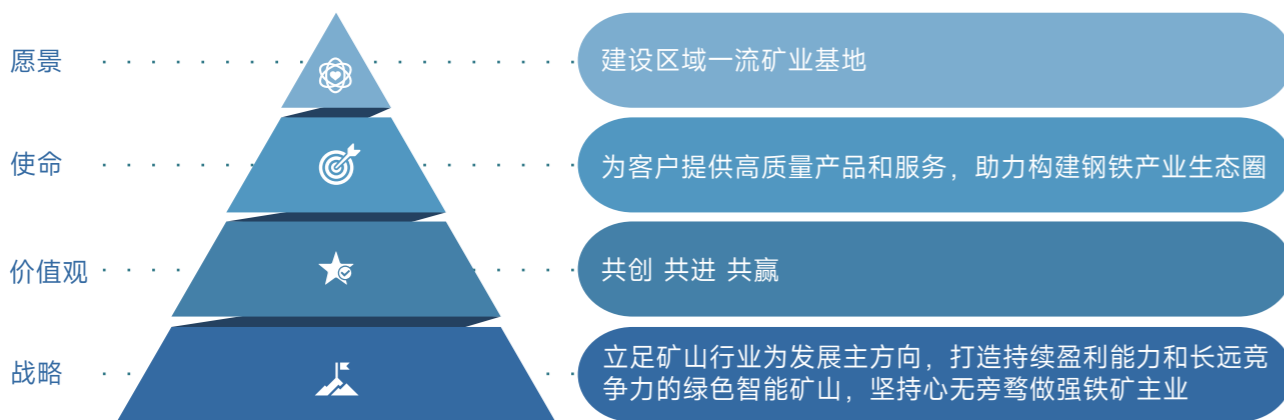 愿景
建设区域一流矿业基地
使命
为客户提供高质量产品和服务，助力构建钢铁产业生态圈
价值观
共创 共进 共赢
战略
立足矿山行业为发展主方向，打造持续盈利能力和长远竞
争力的绿色智能矿山，坚持心无旁骛做强铁矿主业